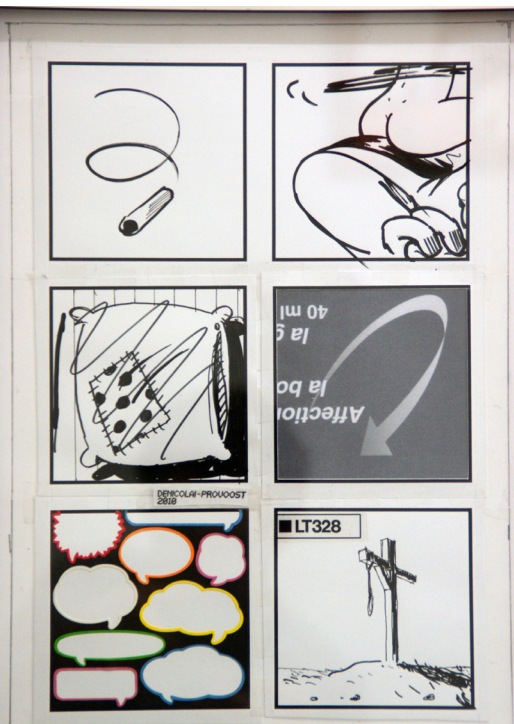 Affection
la bo
la g
40 ml
DENICOLAI-PROVOOST
2010
LT328